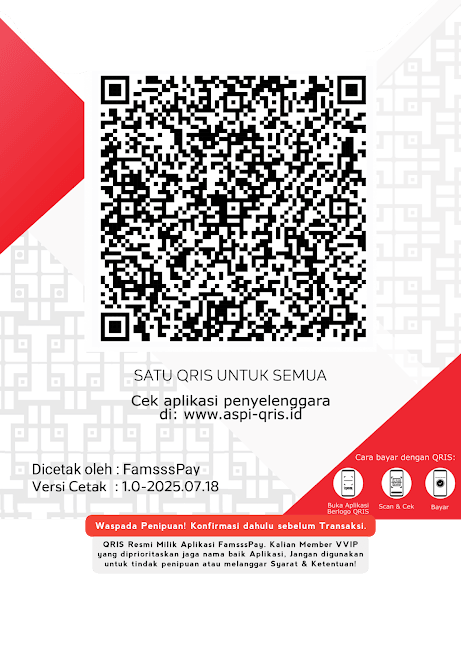 SATU QRIS UNTUK SEMUA
Cek aplikasi penyelenggara
di: www.aspi-qris.id
Dicetak oleh : FamsssPay
Versi Cetak : 1.0-2025.07.18
Cara bayar dengan QRIS:
Buka Aplikasi
Berlogo QRIS
Scan & Cek
Bayar
Waspada Penipuan! Konfirmasi dahulu sebelum Transaksi.
QRIS Resmi Milik Aplikasi FamsssPay. Kalian Member VVIP
yang diprioritaskan jaga nama baik Aplikasi, Jangan digunakan
untuk tindak penipuan atau melanggar Syarat & Ketentuan!